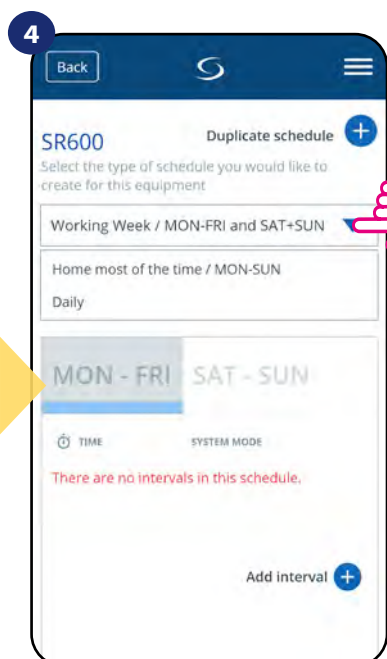 4
Back
SR600
Duplicate schedule
Select the type of schedule you would like to
create for this equipment
Working Week / MON-FRI and SAT+SUN
Home most of the time / MON-SUN
Daily
MON - FRI SAT - SUN
TIME SYSTEM MODE
There are no intervals in this schedule.
Add interval